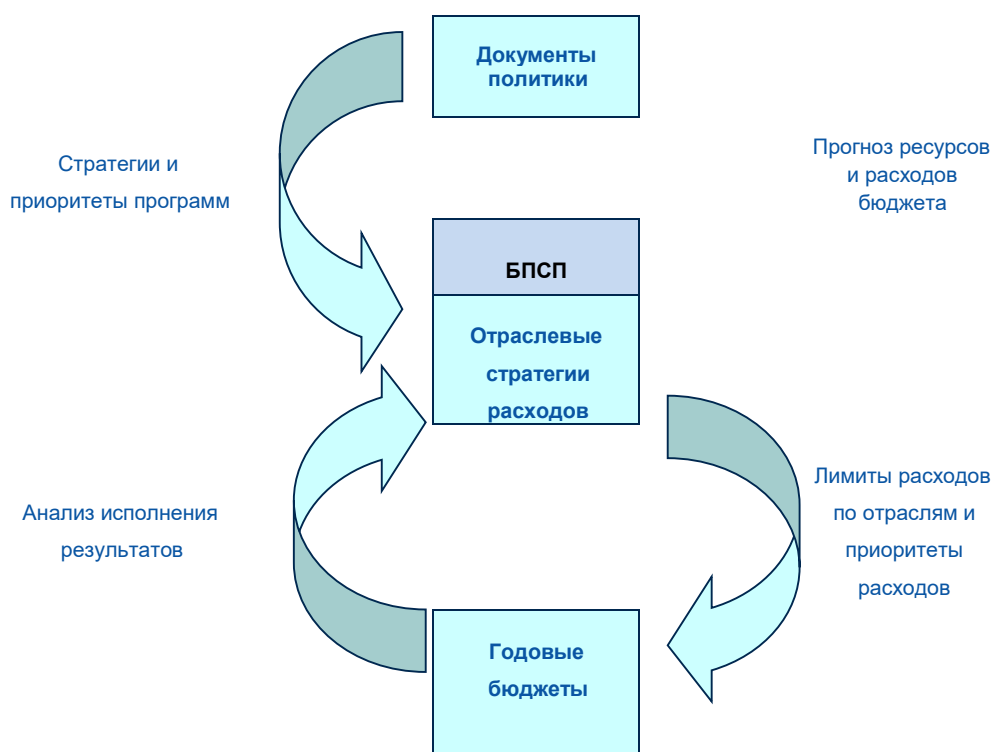 Документы
политики
Стратегии и
приоритеты программ
Прогноз ресурсов
и расходов
бюджета
БПСП
Отраслевые
стратегии
расходов
Анализ исполнения
результатов
Лимиты расходов
по отраслям и
приоритеты
расходов
Годовые
бюджеты